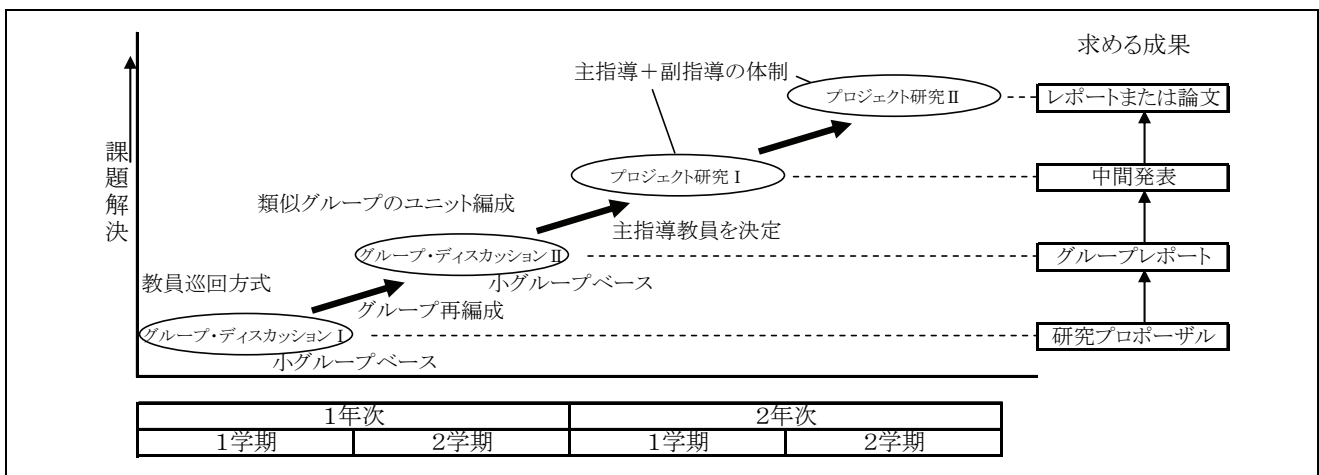 求める成果
主指導+副指導の体制
プロジェクト研究Ⅱ
レポートまたは論文
課題解決
プロジェクト研究Ⅰ
中間発表
類似グループのユニット編成
主指導教員を決定
グループ・ディスカッションⅡ
グループレポート
小グループベース
教員巡回方式
グループ再編成
グループ・ディスカッションⅠ
研究プロポーザル
小グループベース
1年次 2年次
1学期 2学期 1学期 2学期